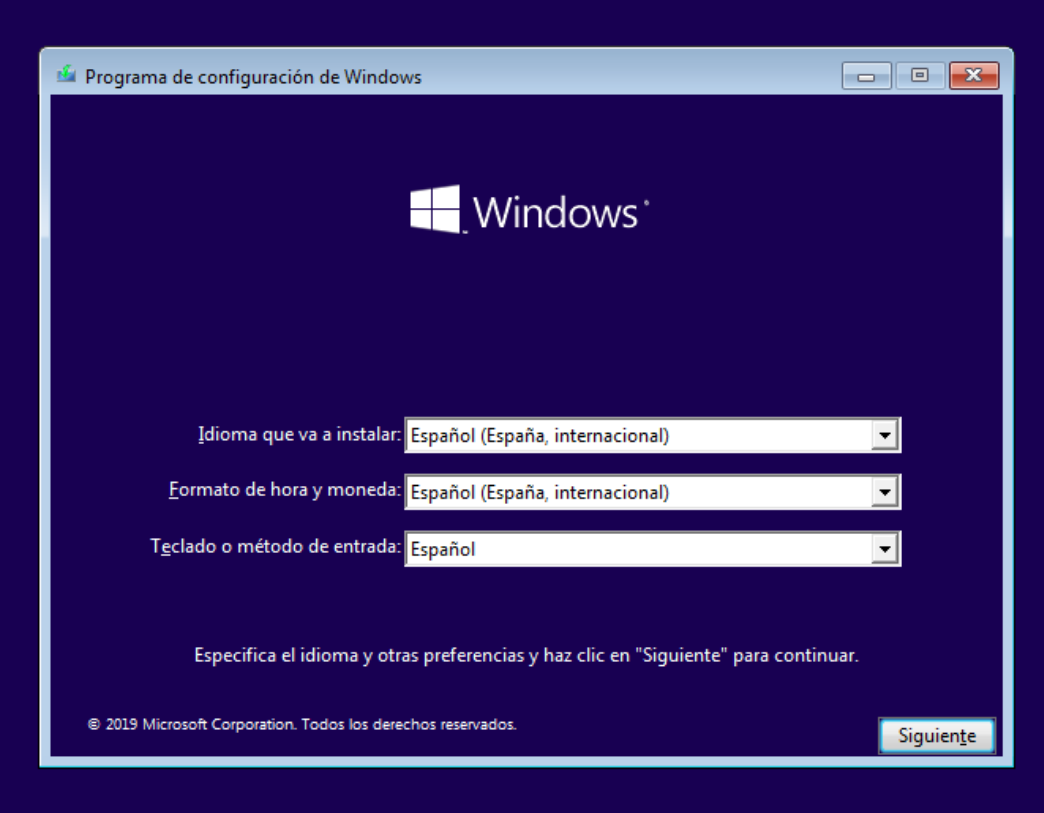 Programa de configuración de Windows
Windows
Idioma que va a instalar: Español (España, internacional)
Formato de hora y moneda: Español (España, internacional)
Teclado o método de entrada: Español
Especifica el idioma y otras preferencias y haz clic en "Siguiente" para continuar.
© 2019 Microsoft Corporation. Todos los derechos reservados.
Siguiente